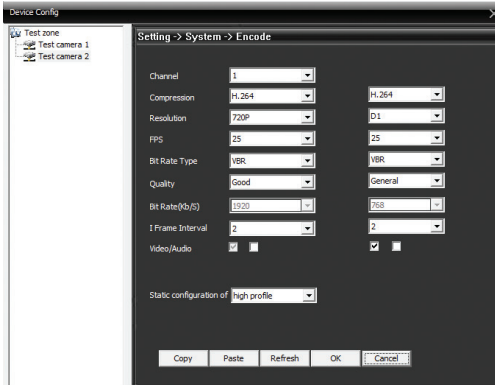 Device Config
Test zone
Test camera 1
Test camera 2
Setting -> System -> Encode
Channel 1
Compression H.264 H.264
Resolution 720P D1
FPS 25 25
Bit Rate Type VBR VBR
Quality Good General
Bit Rate(Kb/S) 1920 768
I Frame Interval 2 2
Video/Audio
Static configuration of high profile
Copy Paste Refresh OK Cancel